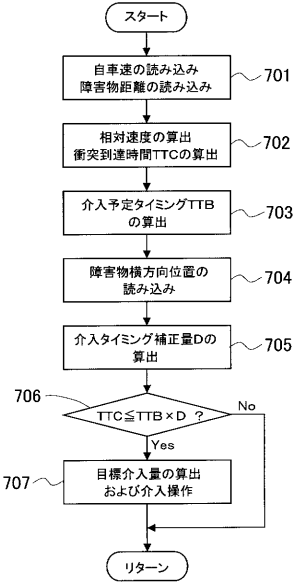 スタート
自車速の読み込み
障害物距離の読み込み
701
相対速度の算出
衝突到達時間TTCの算出
702
介入予定タイミングTTB
の算出
703
障害物横方向位置の
読み込み
704
介入タイミング補正量Dの
算出
705
706
TTC≦TTB×D ?
No
Yes
707
目標介入量の算出
および介入操作
リターン